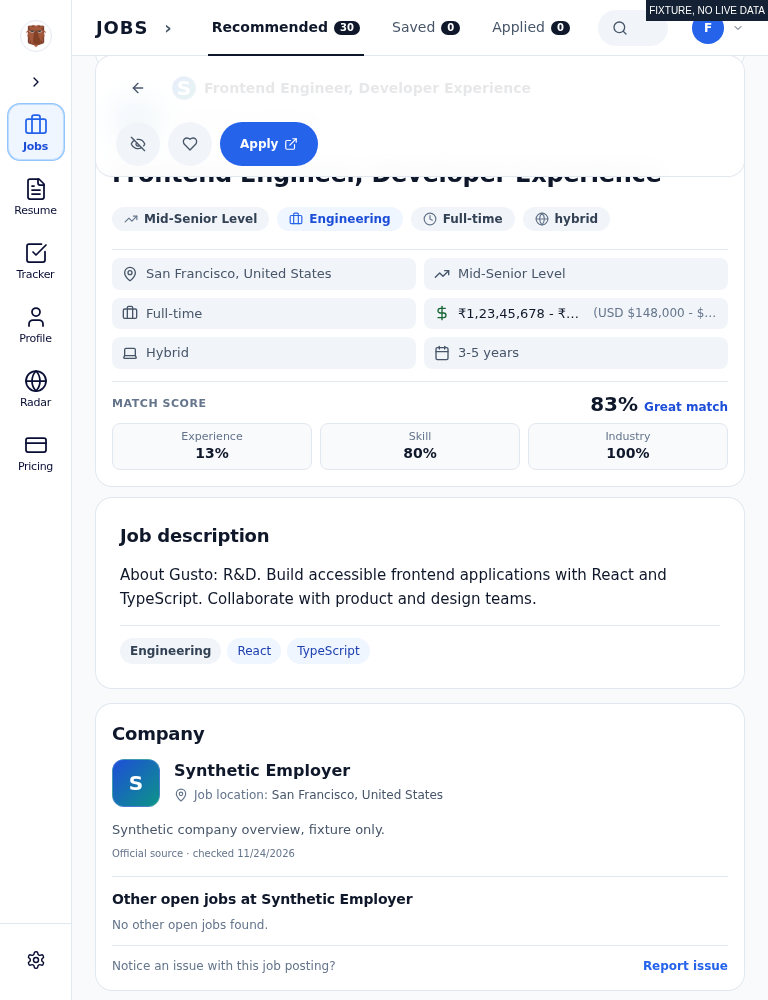 FIXTURE, NO LIVE DATA
JOBS
Recommended 30
Saved 0
Applied 0
F
Jobs
Resume
Tracker
Profile
Radar
Pricing
S Frontend Engineer, Developer Experience
Apply
Frontend Engineer, Developer Experience
Mid-Senior Level
Engineering
Full-time
hybrid
San Francisco, United States
Mid-Senior Level
Full-time
₹1,23,45,678 - ₹… (USD $148,000 - $…
Hybrid
3-5 years
MATCH SCORE
83% Great match
Experience
13%
Skill
80%
Industry
100%
Job description
About Gusto: R&D. Build accessible frontend applications with React and
TypeScript. Collaborate with product and design teams.
Engineering
React
TypeScript
Company
S
Synthetic Employer
Job location: San Francisco, United States
Synthetic company overview, fixture only.
Official source · checked 11/24/2026
Other open jobs at Synthetic Employer
No other open jobs found.
Notice an issue with this job posting?
Report issue